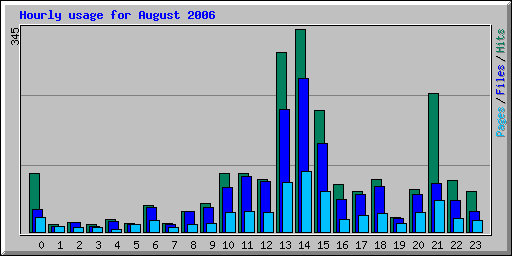 Hourly usage for August 2006
345
Pages / Files / Hits
0 1 2 3 4 5 6 7 8 9 10 11 12 13 14 15 16 17 18 19 20 21 22 23